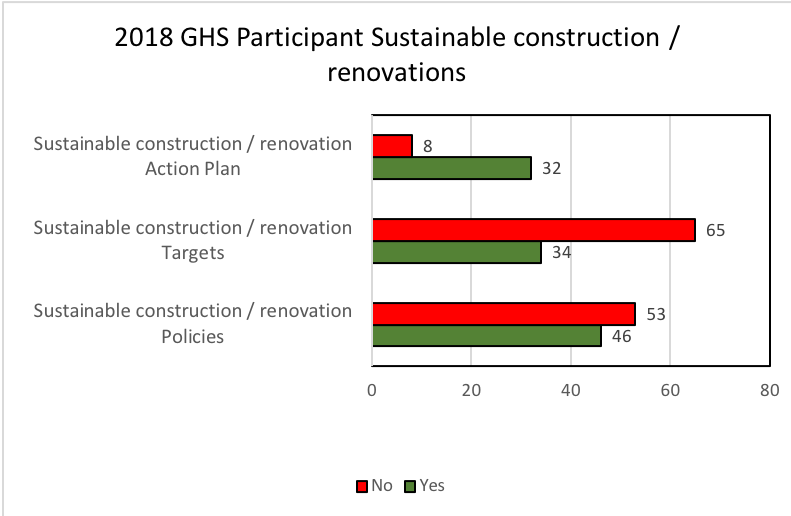 2018 GHS Participant Sustainable construction /
renovations
Sustainable construction / renovation
Action Plan
8
32
Sustainable construction / renovation
Targets
65
34
Sustainable construction / renovation
Policies
53
46
0 20 40 60 80
No Yes